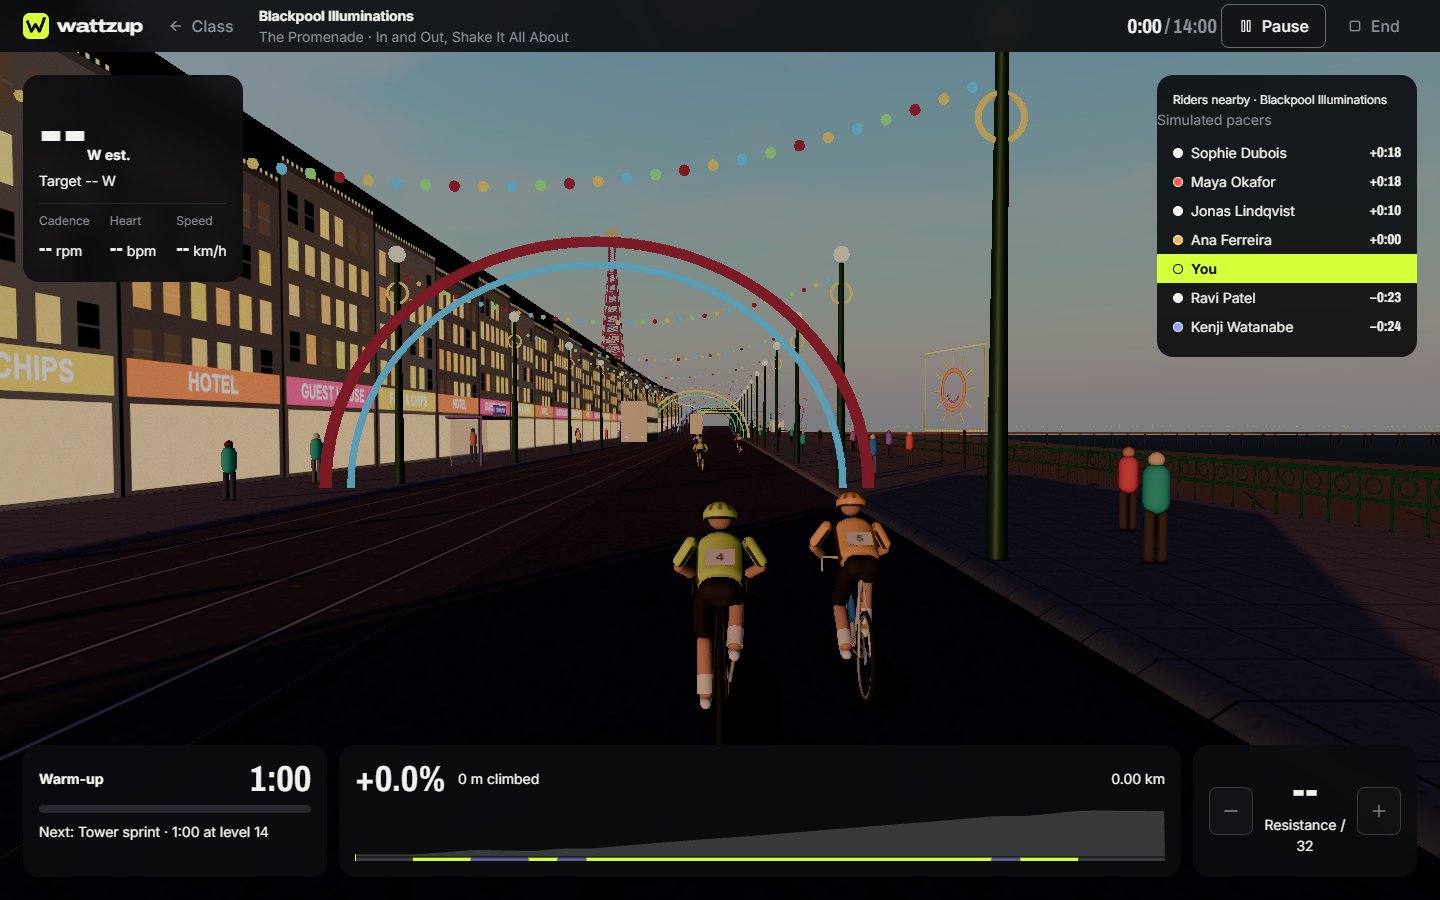 wattzup
Class
Blackpool Illuminations
The Promenade · In and Out, Shake It All About
0:00 / 14:00
Pause
End
--
W est.
Target -- W
Cadence Heart Speed
-- rpm -- bpm -- km/h
Riders nearby · Blackpool Illuminations
Simulated pacers
Sophie Dubois +0:18
Maya Okafor +0:18
Jonas Lindqvist +0:10
Ana Ferreira +0:00
You
Ravi Patel −0:23
Kenji Watanabe −0:24
CHIPS
HOTEL
HOTEL
4
5
Warm-up 1:00
Next: Tower sprint · 1:00 at level 14
+0.0% 0 m climbed 0.00 km
--
Resistance /
32